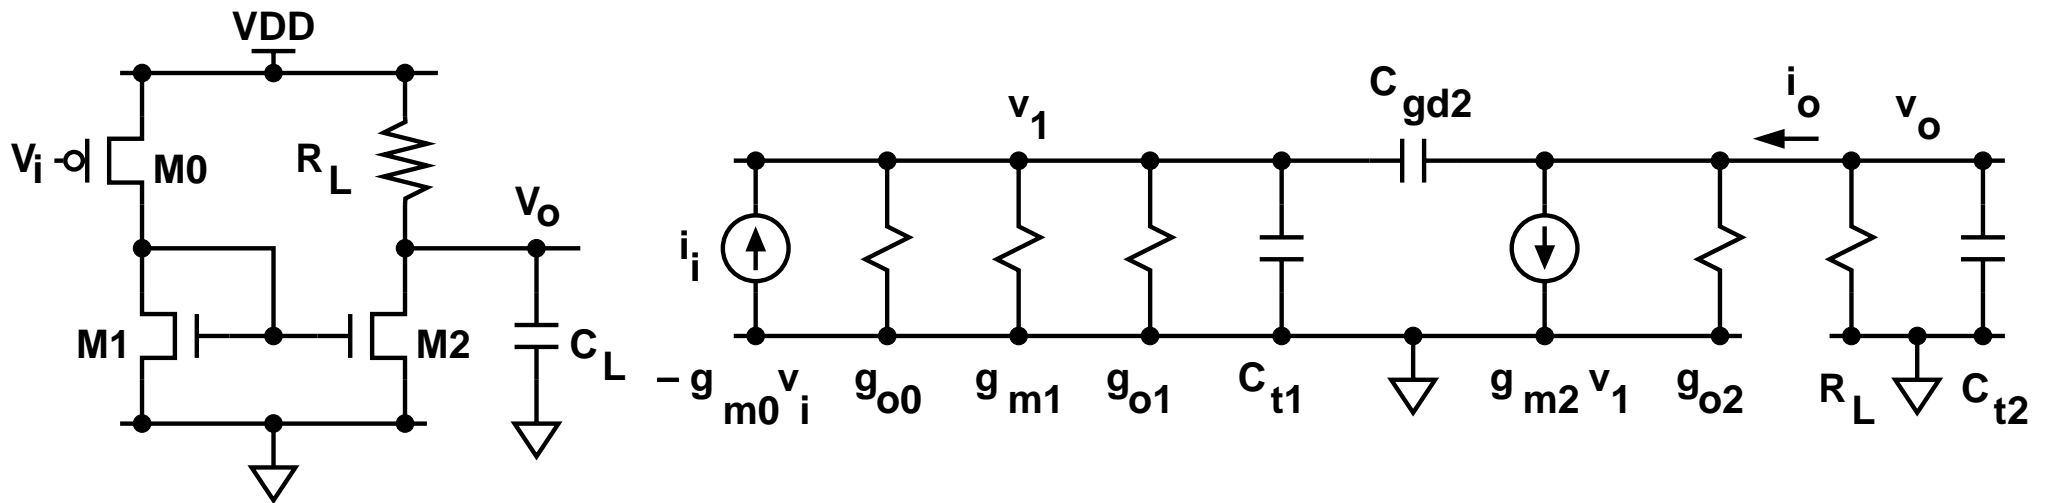 VDD
Vi
M0
RL
Vo
M1
M2
CL
v1
Cgd2
io
vo
ii
– gm0vi
go0
gm1
go1
Ct1
gm2v1
go2
RL
Ct2